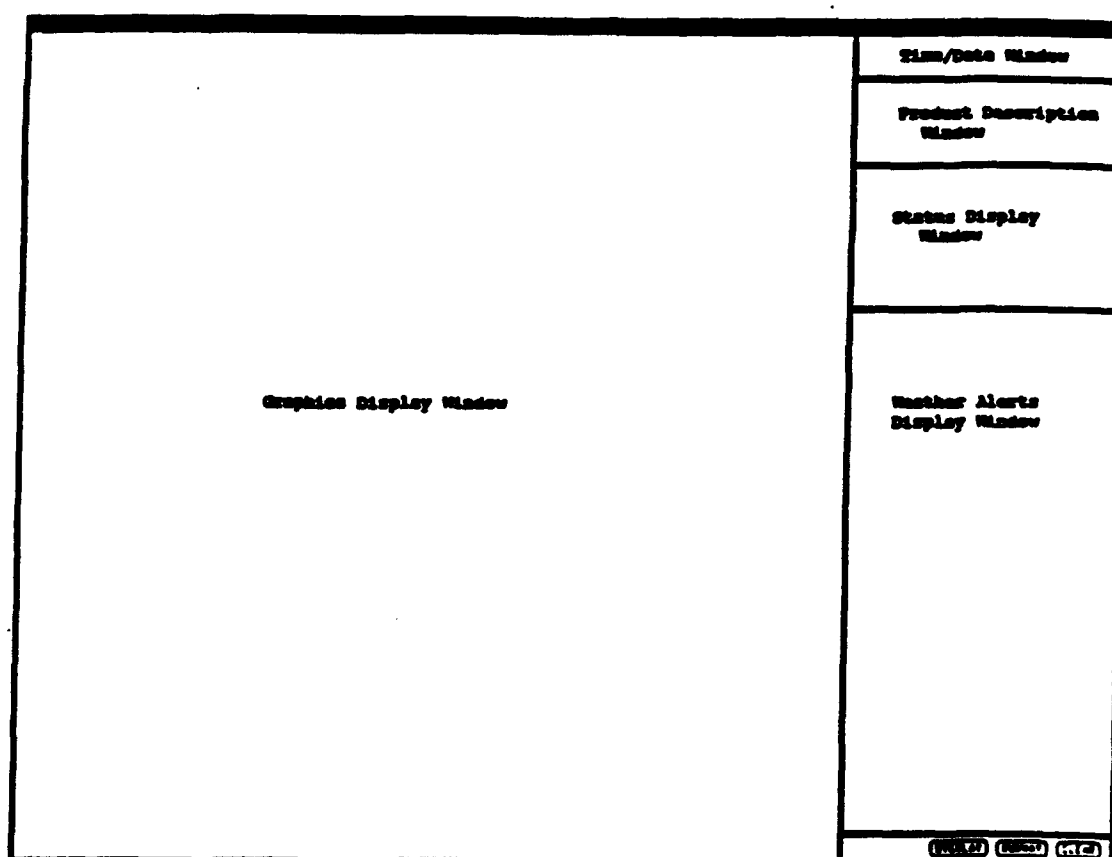 Time/Date Window
Product Description
Window
Status Display
Window
Graphics Display Window
Weather Alerts
Display Window